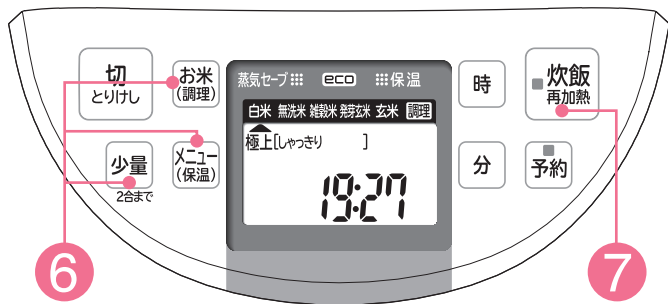 切
とりけし
お米
(調理)
少量
2合まで
メニュー
(保温)
蒸気セーブ eco 保温
白米 無洗米 雑穀米 発芽玄米 玄米 調理
極上[しゃっきり ]
19:27
時
分
炊飯
再加熱
予約
6
7